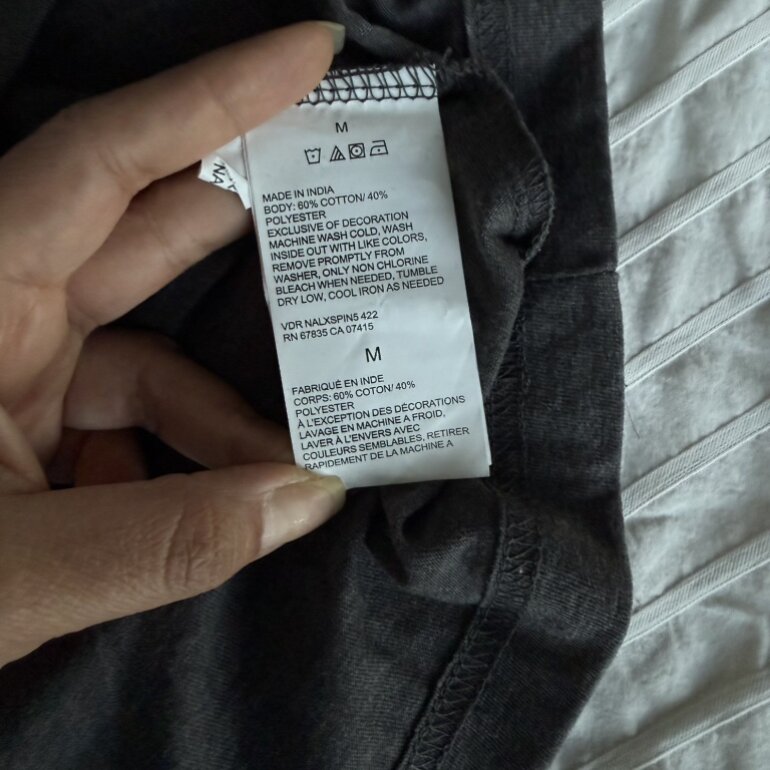 M
MADE IN INDIA
BODY: 60% COTTON/ 40%
POLYESTER
EXCLUSIVE OF DECORATION
MACHINE WASH COLD, WASH
INSIDE OUT WITH LIKE COLORS,
REMOVE PROMPTLY FROM
WASHER, ONLY NON CHLORINE
BLEACH WHEN NEEDED, TUMBLE
DRY LOW, COOL IRON AS NEEDED
VDR NALXSPIN5 422
RN 67835 CA 07415
M
FABRIQUÉ EN INDE
CORPS: 60% COTON/ 40%
POLYESTER
À L'EXCEPTION DES DÉCORATIONS
LAVAGE EN MACHINE A FROID,
LAVER À L'ENVERS AVEC
COULEURS SEMBLABLES, RETIRER
RAPIDEMENT DE LA MACHINE A